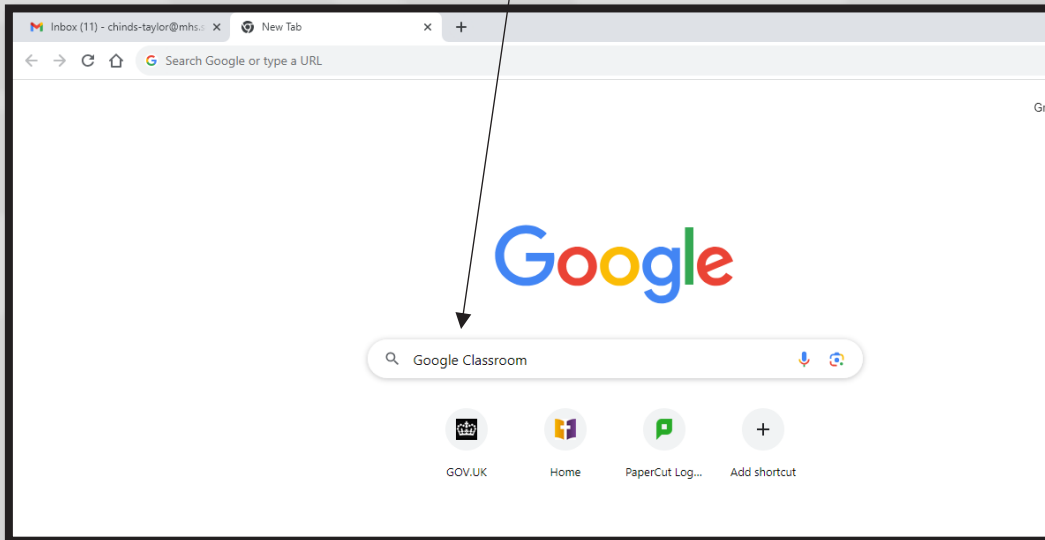 Inbox (11) - chinds-taylor@mhs.s
New Tab
Search Google or type a URL
Gr
Google
Google Classroom
GOV.UK
Home
PaperCut Log...
Add shortcut